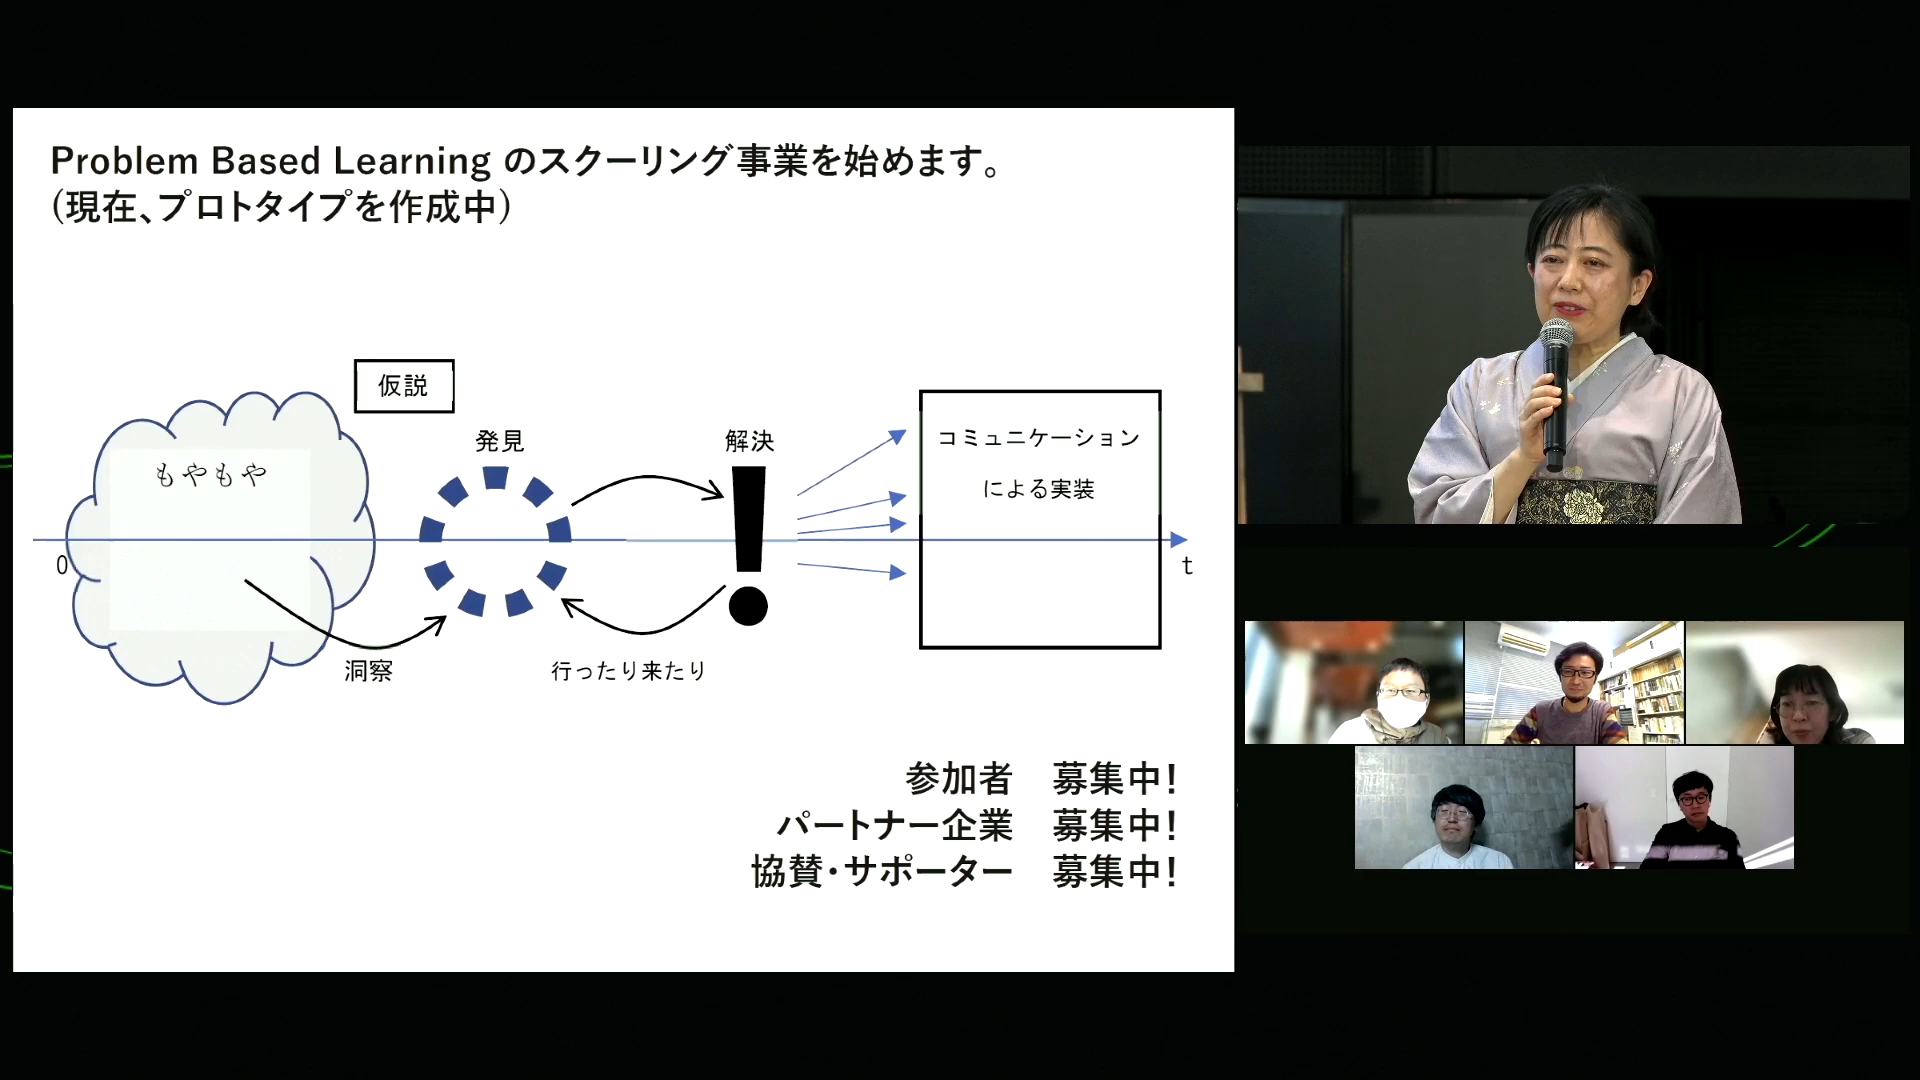 Problem Based Learning のスクーリング事業を始めます。
(現在、プロトタイプを作成中)
仮説
発見
解決
コミュニケーション
による実装
もやもや
0
t
洞察
行ったり来たり
参加者 募集中!
パートナー企業 募集中!
協賛・サポーター 募集中!